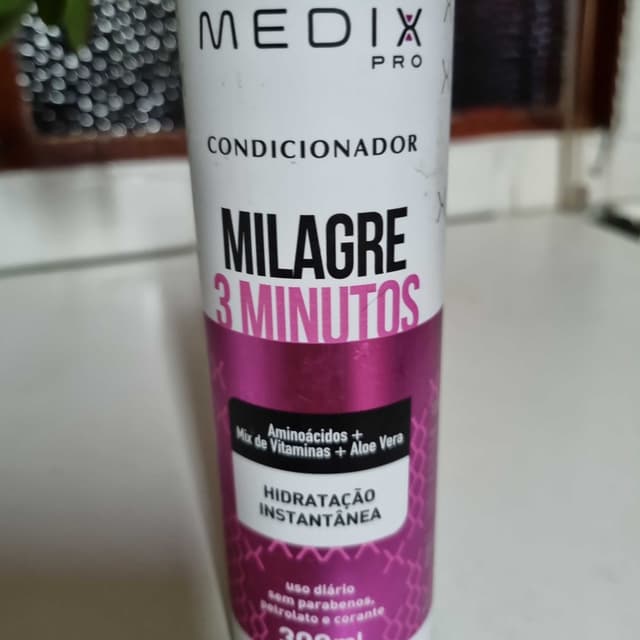 MEDIX
PRO
CONDICIONADOR
MILAGRE
3 MINUTOS
Aminoácidos +
Mix de Vitaminas + Aloe Vera
HIDRATAÇÃO
INSTANTÂNEA
uso diário
sem parabenos,
petrolato e corante
300ml